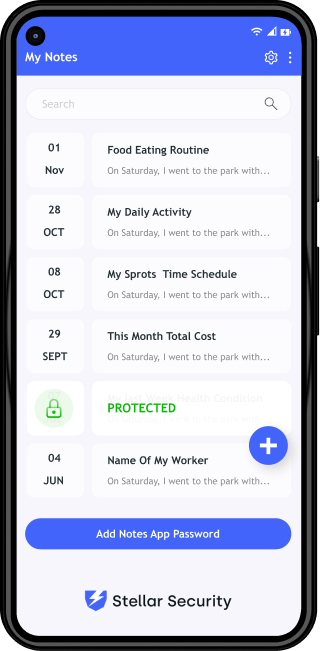 My Notes
Search
01
Nov
Food Eating Routine
On Saturday, I went to the park with...
28
OCT
My Daily Activity
On Saturday, I went to the park with...
08
OCT
My Sprots Time Schedule
On Saturday, I went to the park with...
29
SEPT
This Month Total Cost
On Saturday, I went to the park with...
PROTECTED
04
JUN
Name Of My Worker
On Saturday, I went to the park with...
Add Notes App Password
Stellar Security